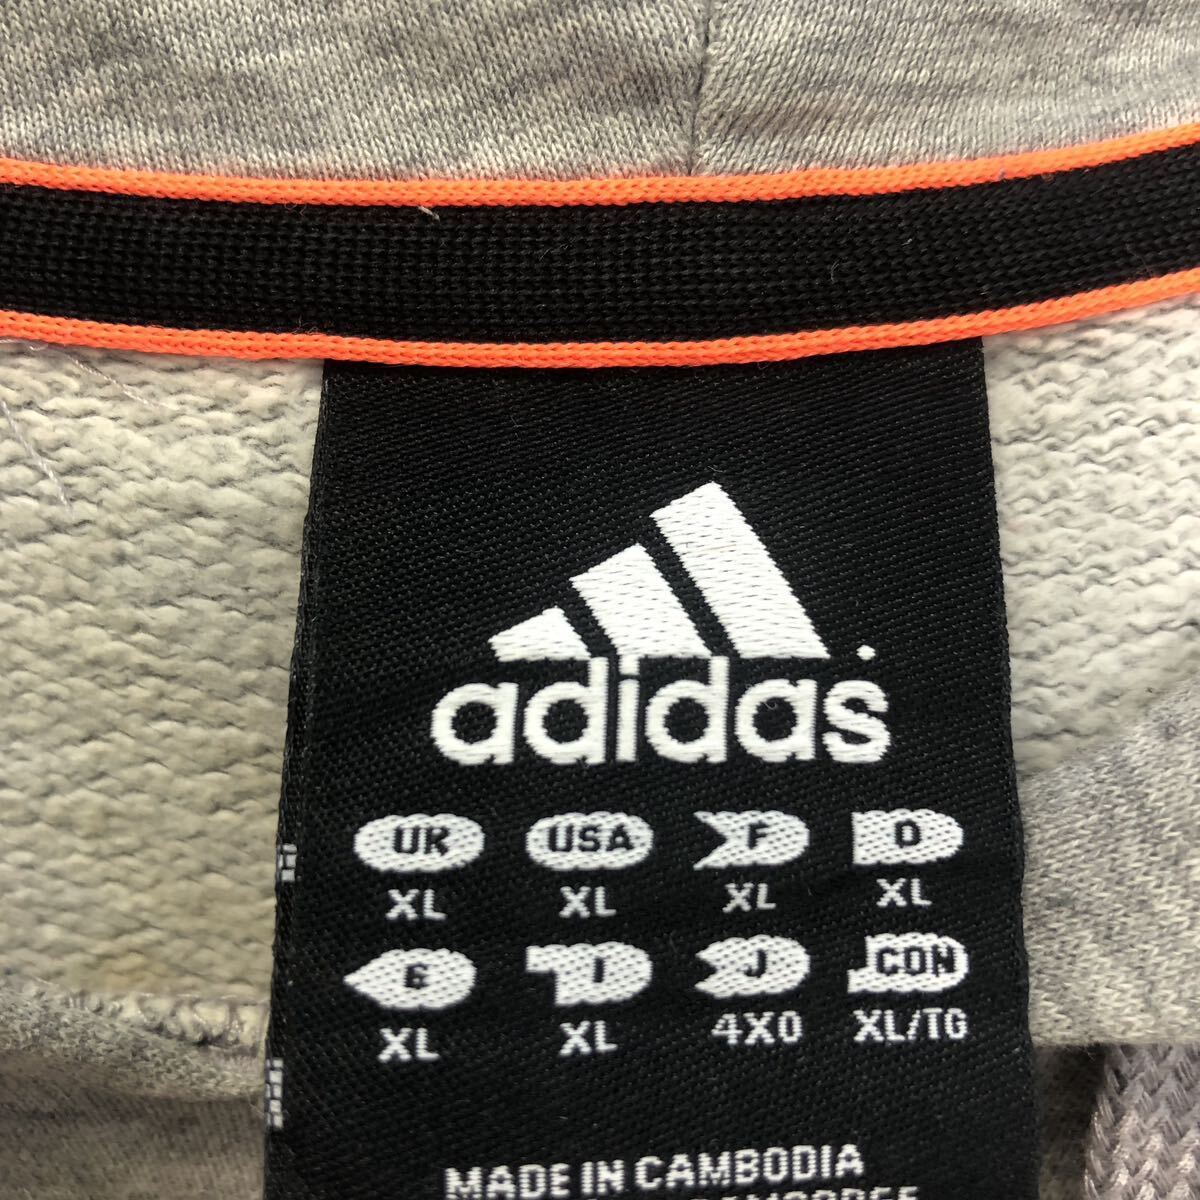 adidas
UK USA F D
XL XL XL XL
E I J CON
XL XL 4XO XL/TG
MADE IN CAMBODIA